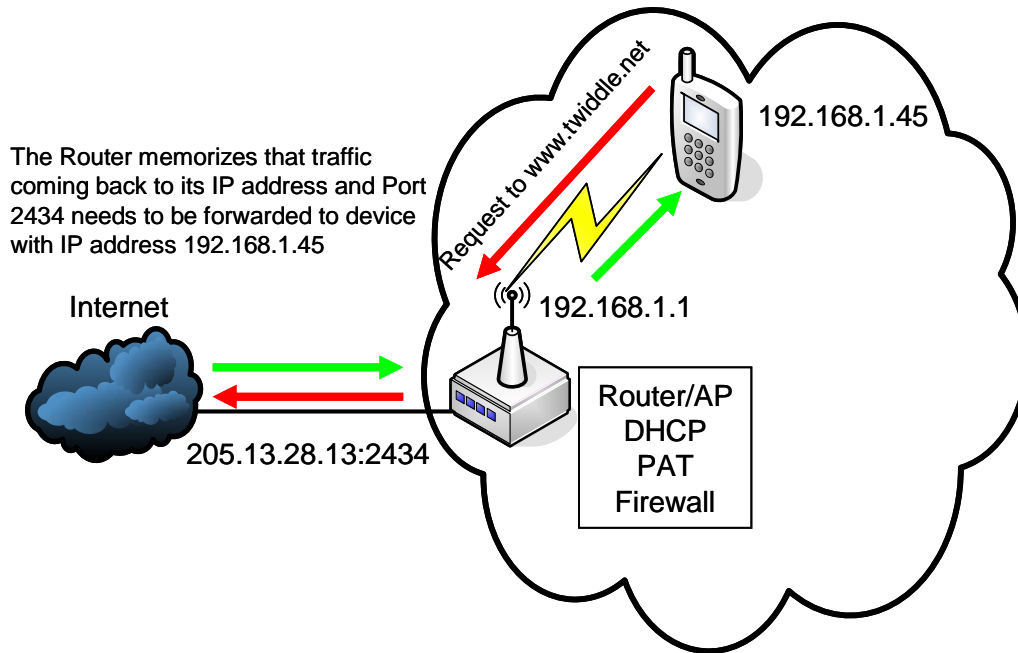 Request to www.twiddle.net
192.168.1.45
The Router memorizes that traffic
coming back to its IP address and Port
2434 needs to be forwarded to device
with IP address 192.168.1.45
Internet
192.168.1.1
205.13.28.13:2434
Router/AP
DHCP
PAT
Firewall